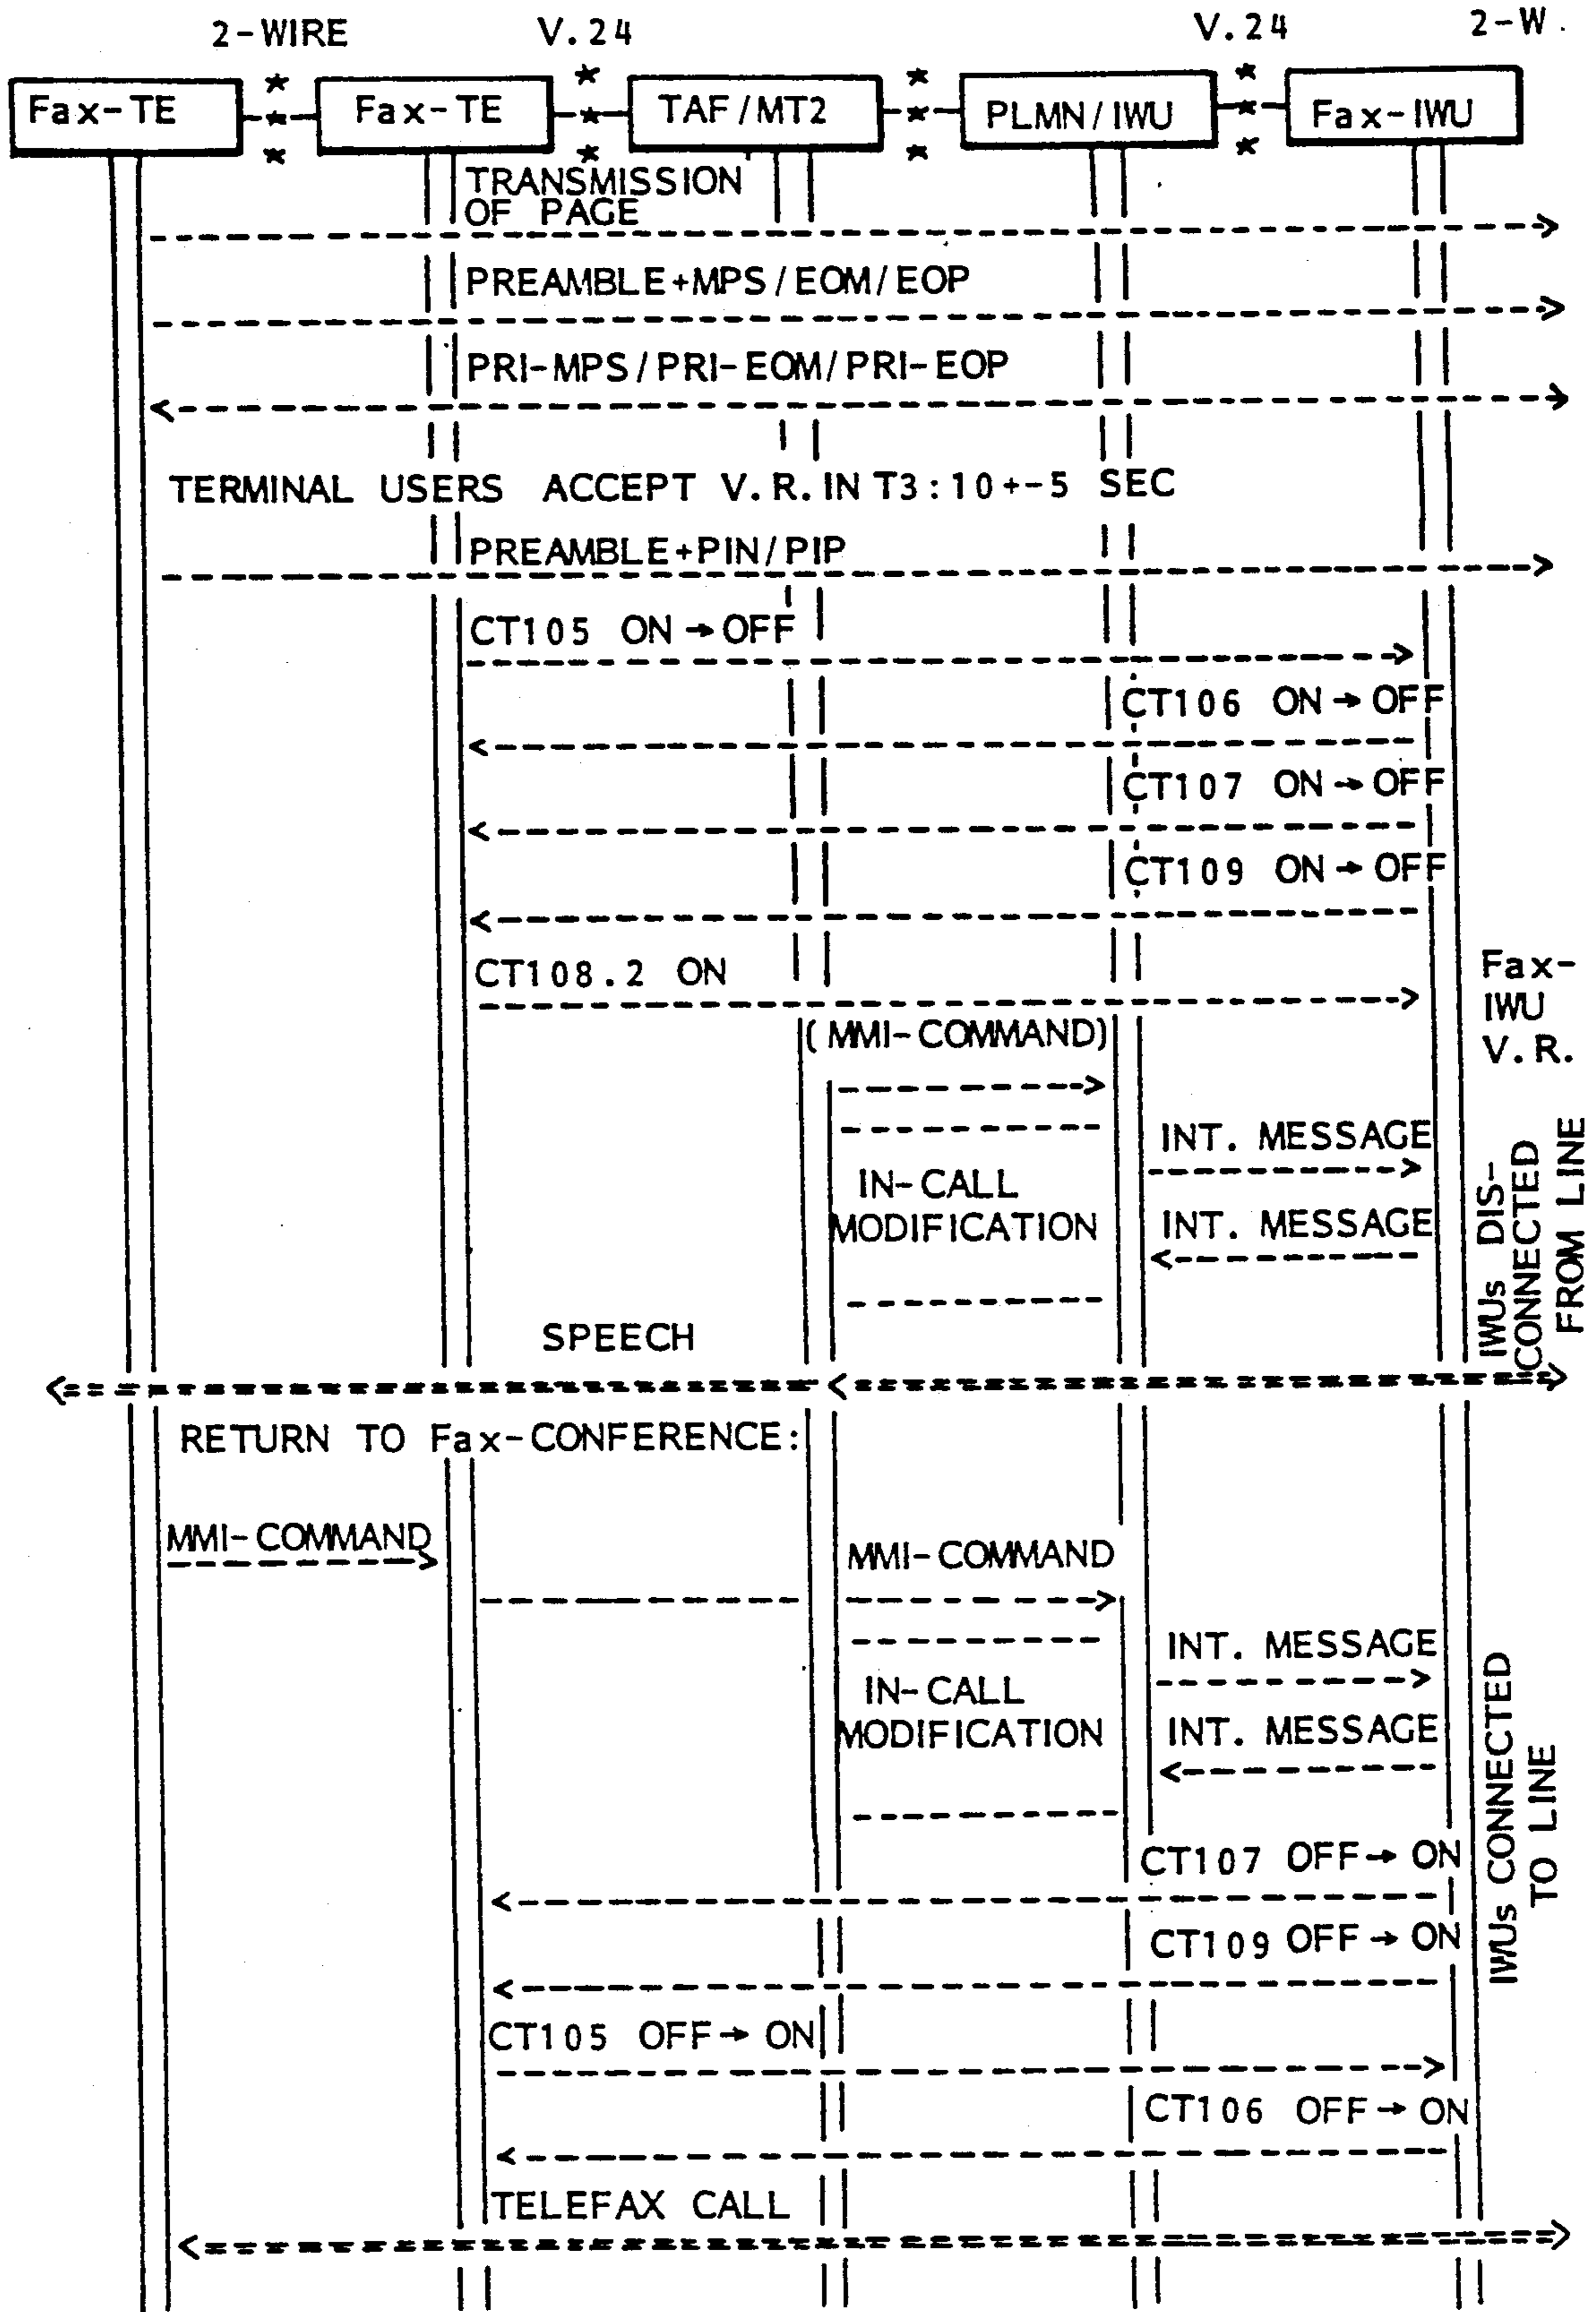 2-WIRE V.24 V.24 2-W.
Fax-TE Fax-TE TAF/MT2 PLMN/IWU Fax-IWU
TRANSMISSION
OF PAGE
PREAMBLE+MPS/EOM/EOP
PRI-MPS/PRI-EOM/PRI-EOP
TERMINAL USERS ACCEPT V.R. IN T3:10+-5 SEC
PREAMBLE+PIN/PIP
CT105 ON→OFF
CT106 ON→OFF
CT107 ON→OFF
CT109 ON→OFF
CT108.2 ON
Fax-
IWU
V.R.
(MMI-COMMAND)
INT. MESSAGE
IN-CALL
MODIFICATION
INT. MESSAGE
IWUs DIS-
CONNECTED
FROM LINE
SPEECH
RETURN TO Fax-CONFERENCE:
MMI-COMMAND
MMI-COMMAND
INT. MESSAGE
IN-CALL
MODIFICATION
INT. MESSAGE
IWUs CONNECTED
TO LINE
CT107 OFF→ON
CT109 OFF→ON
CT105 OFF→ON
CT106 OFF→ON
TELEFAX CALL